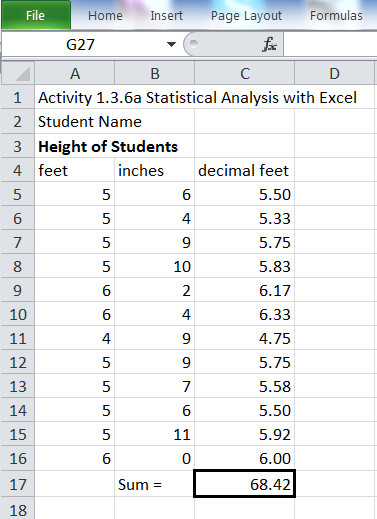 File Home Insert Page Layout Formulas
G27 fx
A B C D
1 Activity 1.3.6a Statistical Analysis with Excel
2 Student Name
3 Height of Students
4 feet inches decimal feet
5 5 6 5.50
6 5 4 5.33
7 5 9 5.75
8 5 10 5.83
9 6 2 6.17
10 6 4 6.33
11 4 9 4.75
12 5 9 5.75
13 5 7 5.58
14 5 6 5.50
15 5 11 5.92
16 6 0 6.00
17 Sum = 68.42
18